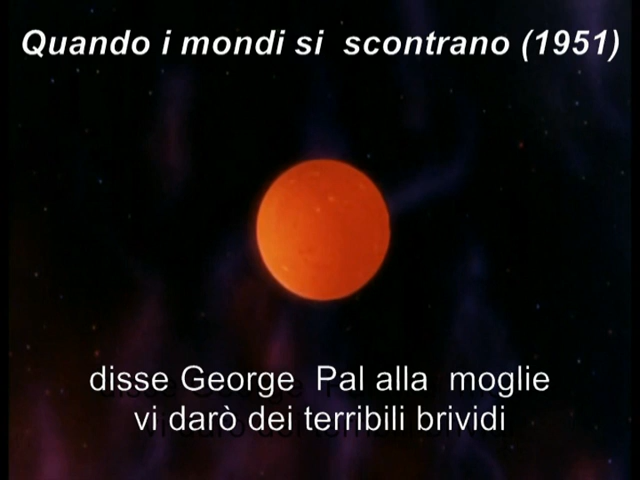 Quando i mondi si scontrano (1951)
disse George Pal alla moglie
vi darò dei terribili brividi